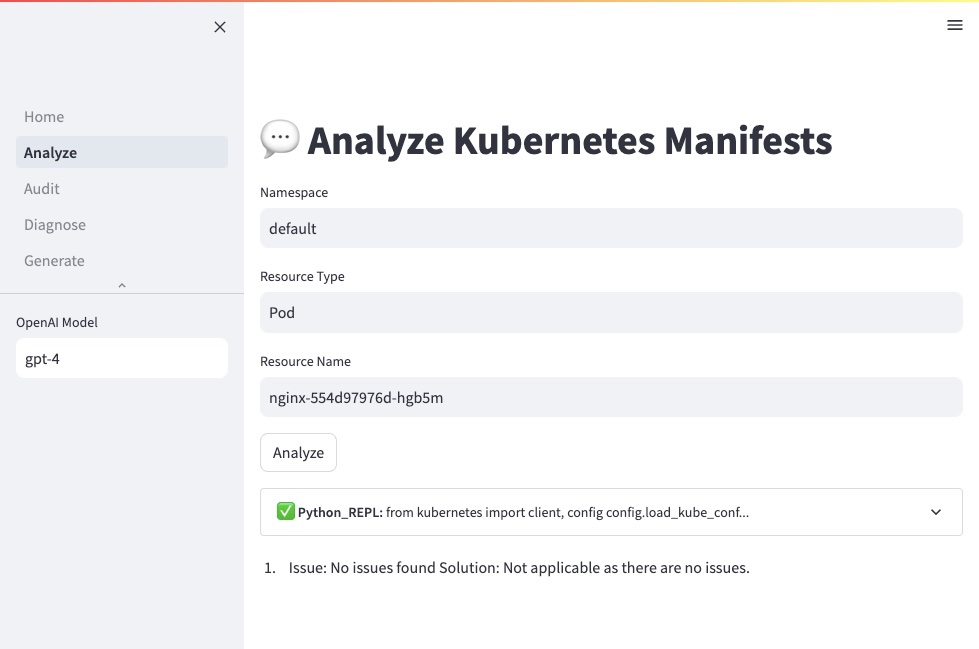 Home
Analyze
Audit
Diagnose
Generate
OpenAI Model
gpt-4
Analyze Kubernetes Manifests
Namespace
default
Resource Type
Pod
Resource Name
nginx-554d97976d-hgb5m
Analyze
Python_REPL: from kubernetes import client, config config.load_kube_conf...
1. Issue: No issues found Solution: Not applicable as there are no issues.